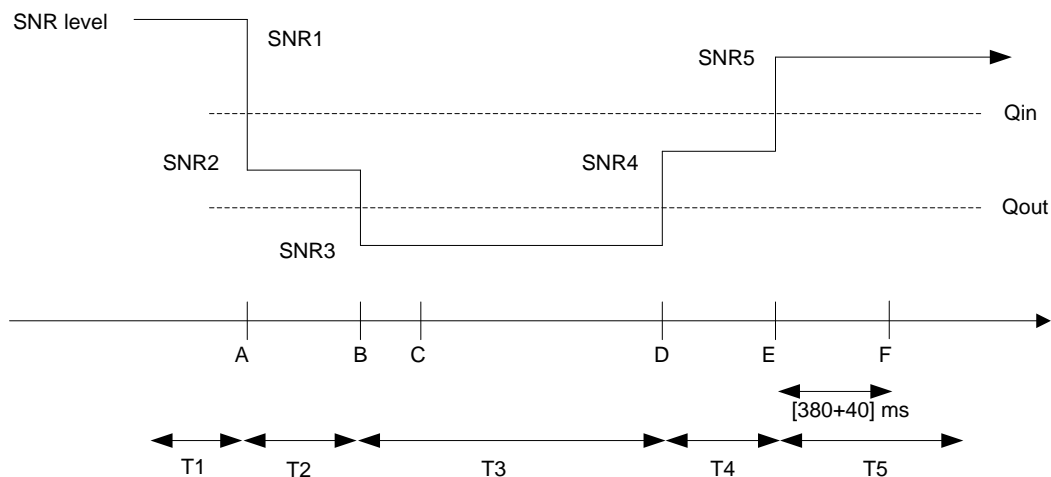 SNR level
SNR1
SNR5
Qin
SNR2
SNR4
Qout
SNR3
A B C D E F
[380+40] ms
T1 T2 T3 T4 T5